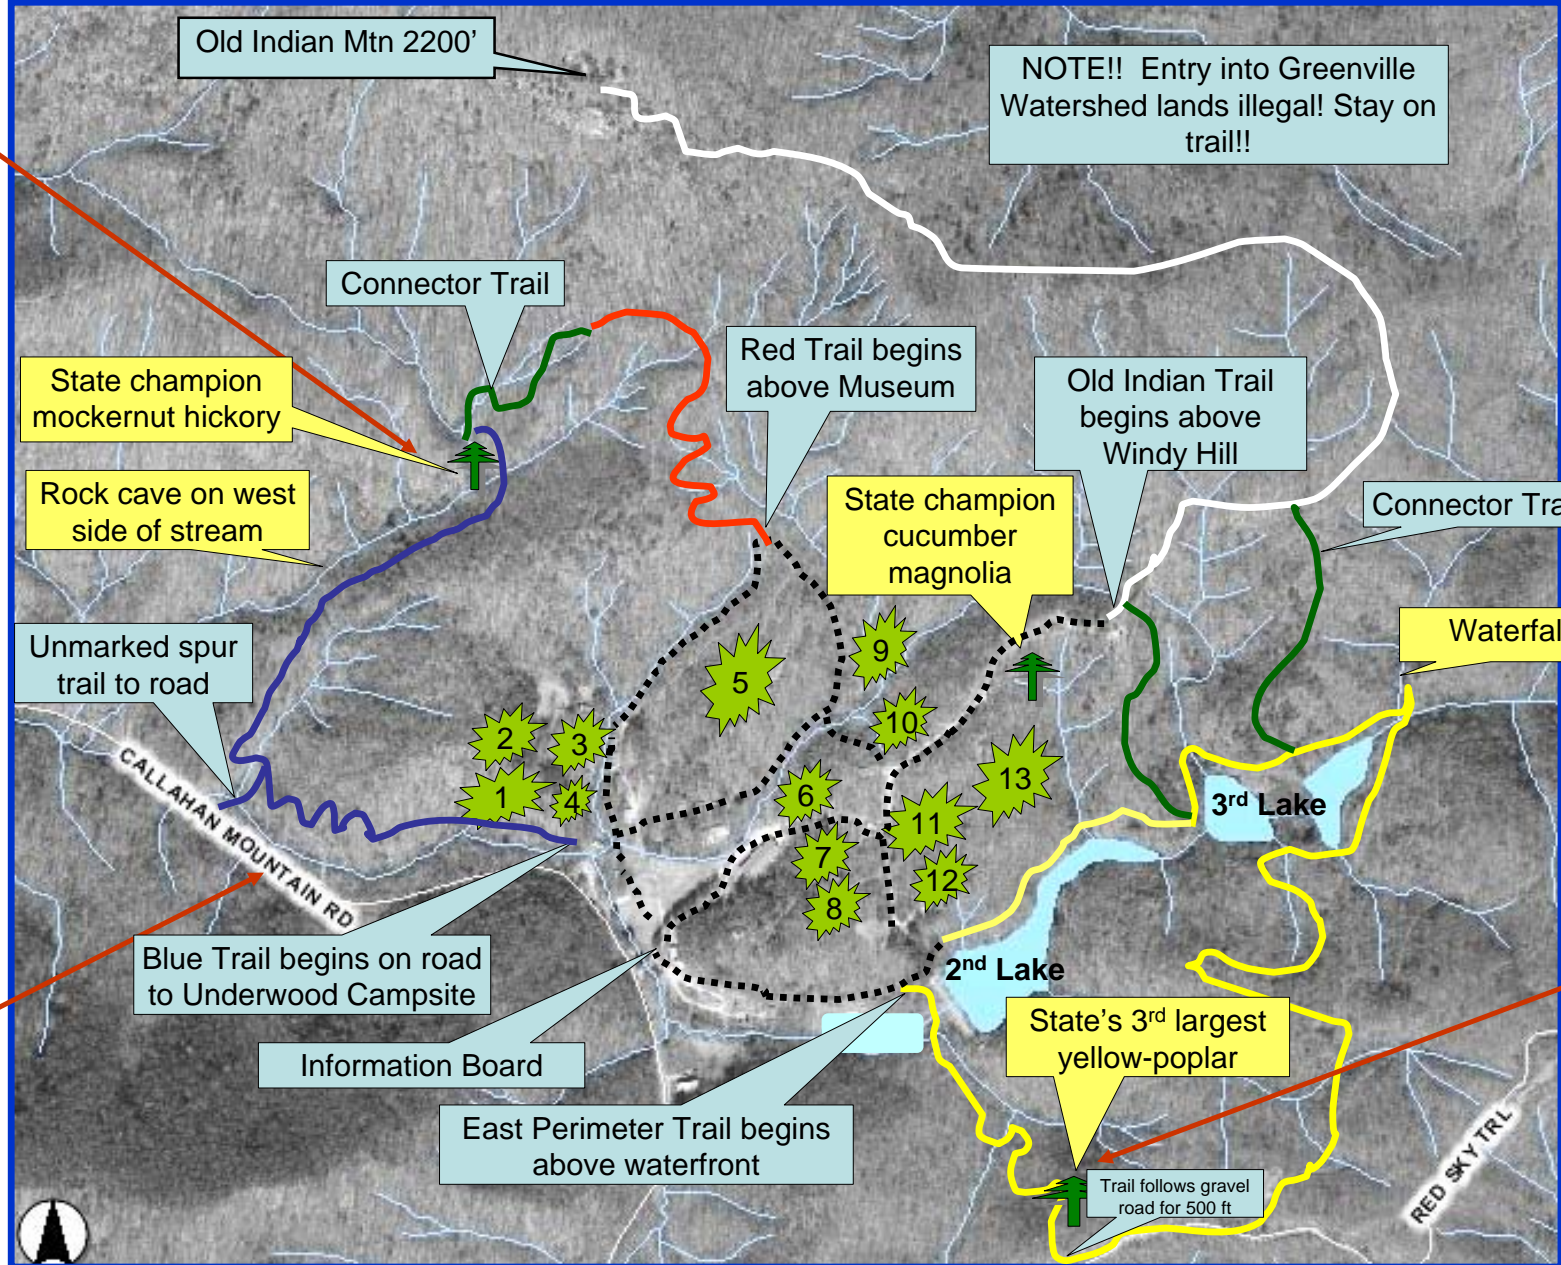 Old Indian Mtn 2200’
NOTE!! Entry into Greenville
Watershed lands illegal! Stay on
trail!!
Connector Trail
Red Trail begins
above Museum
Old Indian Trail
begins above
Windy Hill
State champion
mockernut hickory
Rock cave on west
side of stream
State champion
cucumber
magnolia
Connector Tra
Unmarked spur
trail to road
Waterfal
CALLAHAN MOUNTAIN RD
1
2
3
4
5
6
7
8
9
10
11
12
13
3rd Lake
2nd Lake
Blue Trail begins on road
to Underwood Campsite
Information Board
East Perimeter Trail begins
above waterfront
State’s 3rd largest
yellow-poplar
Trail follows gravel
road for 500 ft
RED SKY TRL